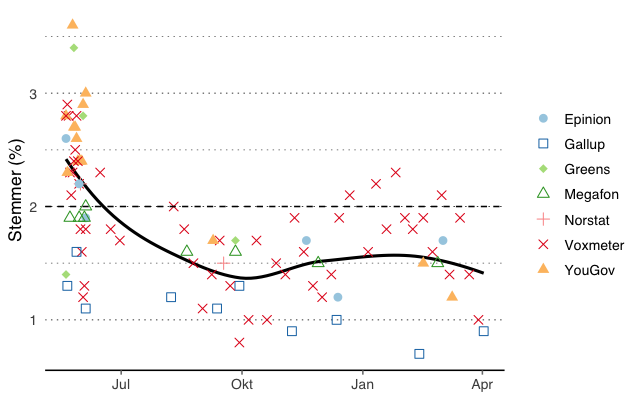 Stemmer (%)
3
2
1
Jul
Okt
Jan
Apr
Epinion
Gallup
Greens
Megafon
Norstat
Voxmeter
YouGov